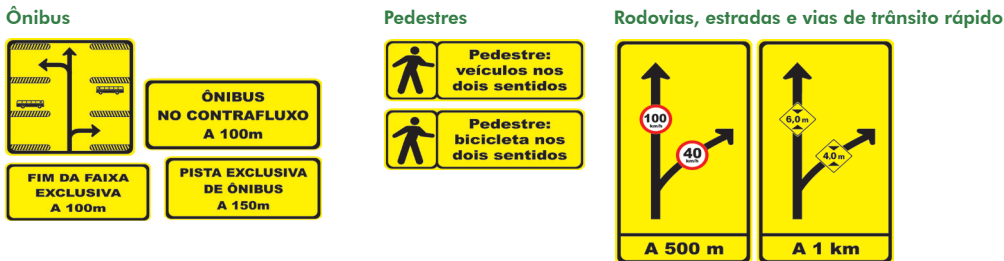 Ônibus
ÔNIBUS
NO CONTRAFLUXO
A 100m
FIM DA FAIXA
EXCLUSIVA
A 100m
PISTA EXCLUSIVA
DE ÔNIBUS
A 150m
Pedestres
Pedestre:
veículos nos
dois sentidos
Pedestre:
bicicleta nos
dois sentidos
Rodovias, estradas e vias de trânsito rápido
100
km/h
40
km/h
A 500 m
6,0 m
4,0 m
A 1 km